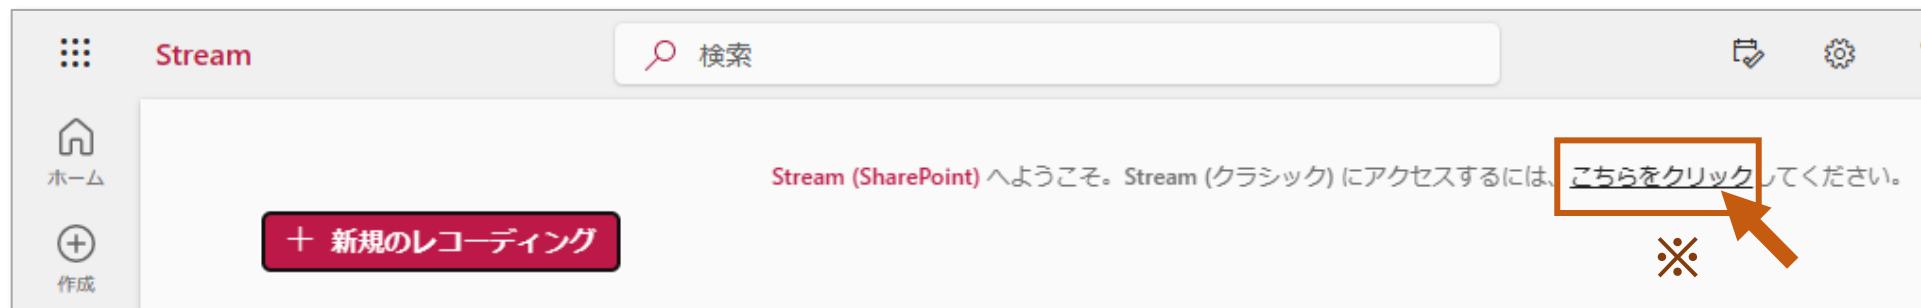 Stream
検索
ホーム
Stream (SharePoint) へようこそ。Stream (クラシック) にアクセスするには、こちらをクリックしてください。
+ 新規のレコーディング
※
作成